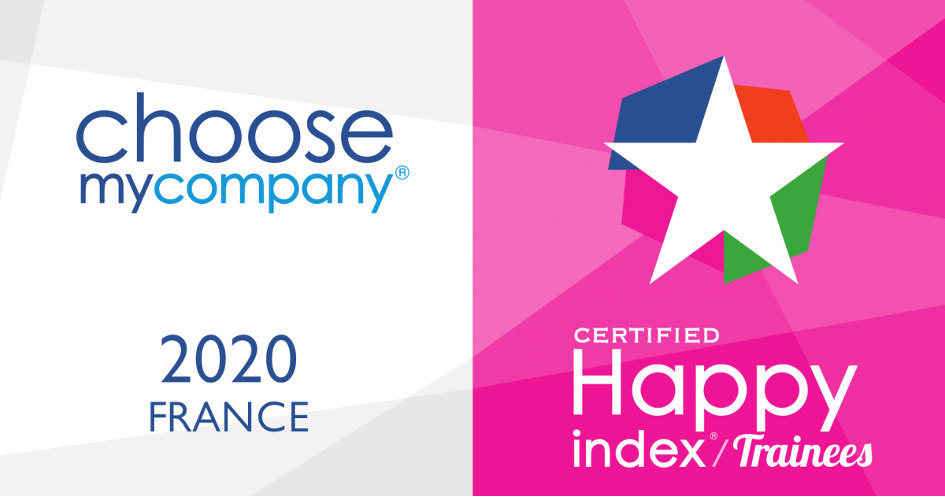 choose
mycompany®
2020
FRANCE
CERTIFIED
Happy
index®/Trainees